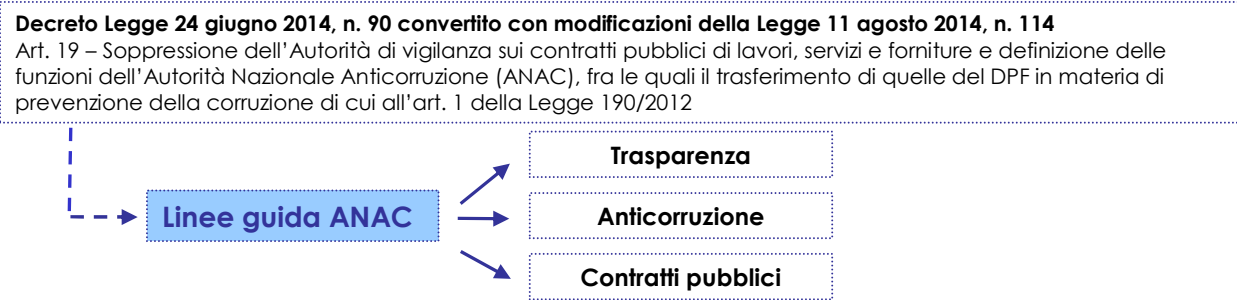 Decreto Legge 24 giugno 2014, n. 90 convertito con modificazioni della Legge 11 agosto 2014, n. 114
Art. 19 – Soppressione dell'Autorità di vigilanza sui contratti pubblici di lavori, servizi e forniture e definizione delle
funzioni dell'Autorità Nazionale Anticorruzione (ANAC), fra le quali il trasferimento di quelle del DPF in materia di
prevenzione della corruzione di cui all'art. 1 della Legge 190/2012
Trasparenza
Linee guida ANAC
Anticorruzione
Contratti pubblici